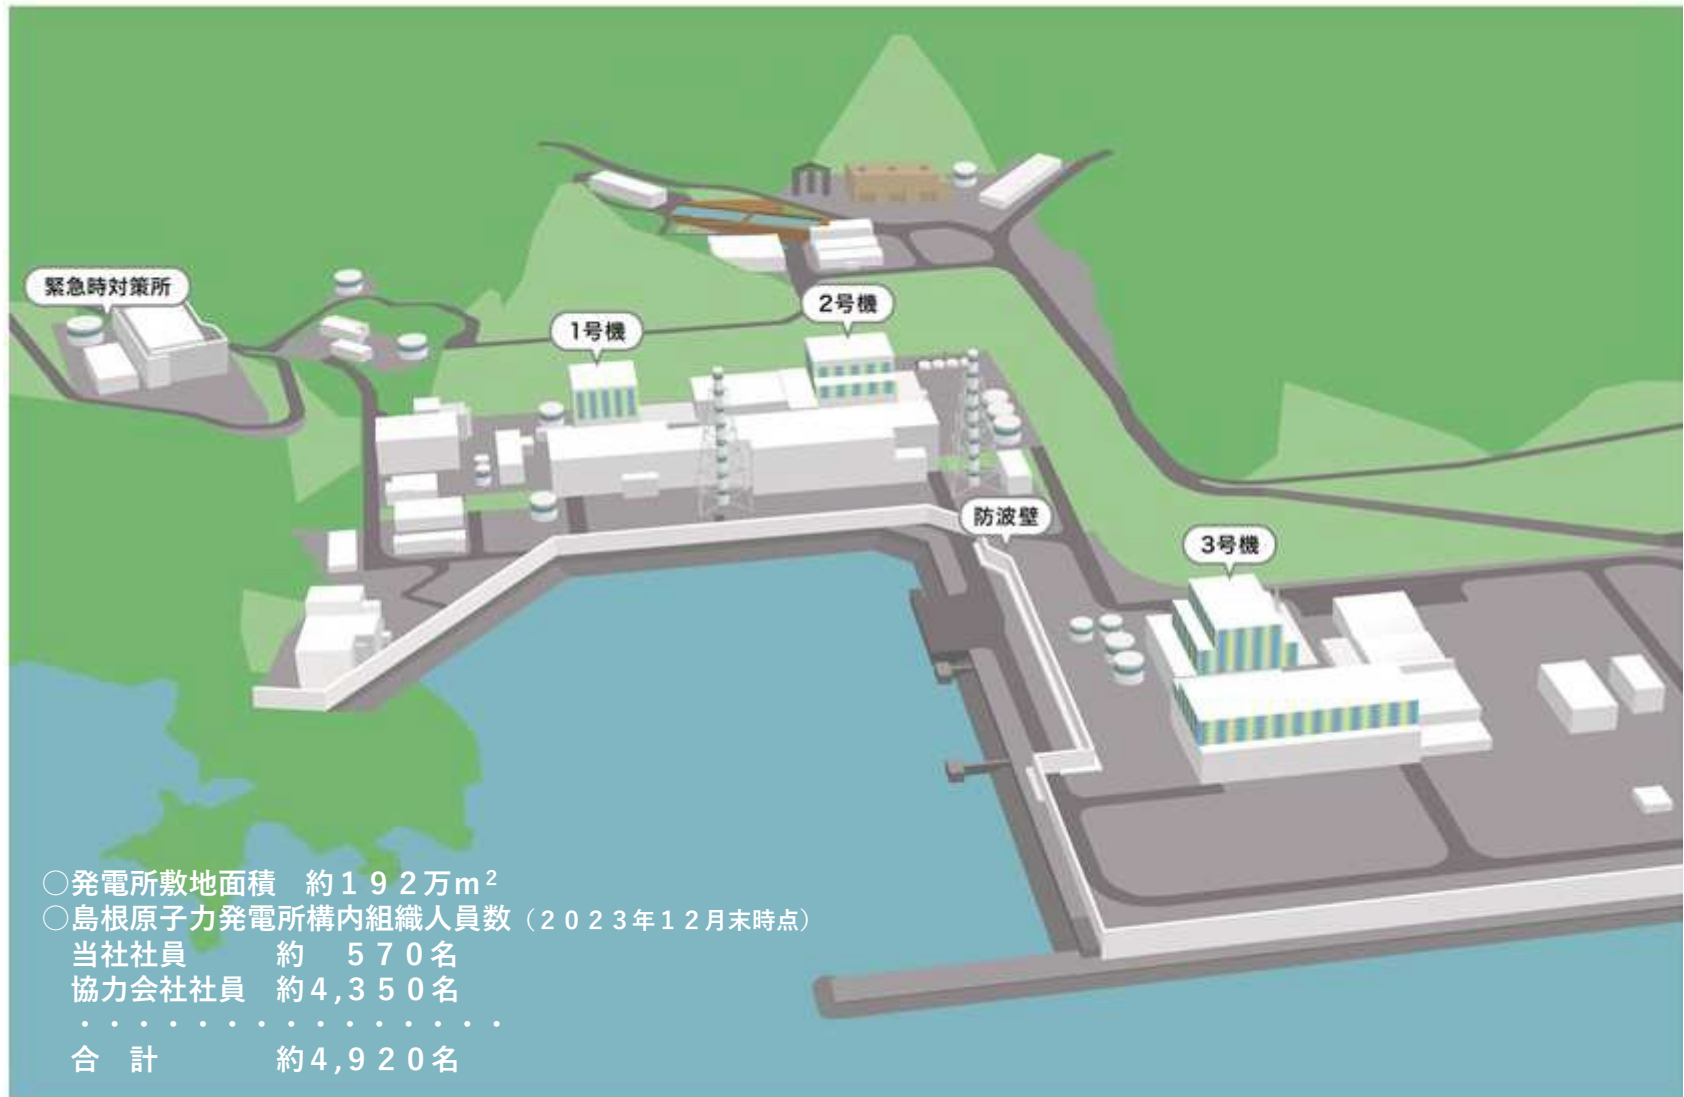 緊急時対策所
1号機
2号機
防波壁
3号機
○発電所敷地面積　約１９２万m²
○島根原子力発電所構内組織人員数（２０２３年１２月末時点）
当社社員　　　約　５７０名
協力会社社員　約４,３５０名
・・・・・・・・・・・・・・・
合　計　　　　約４,９２０名